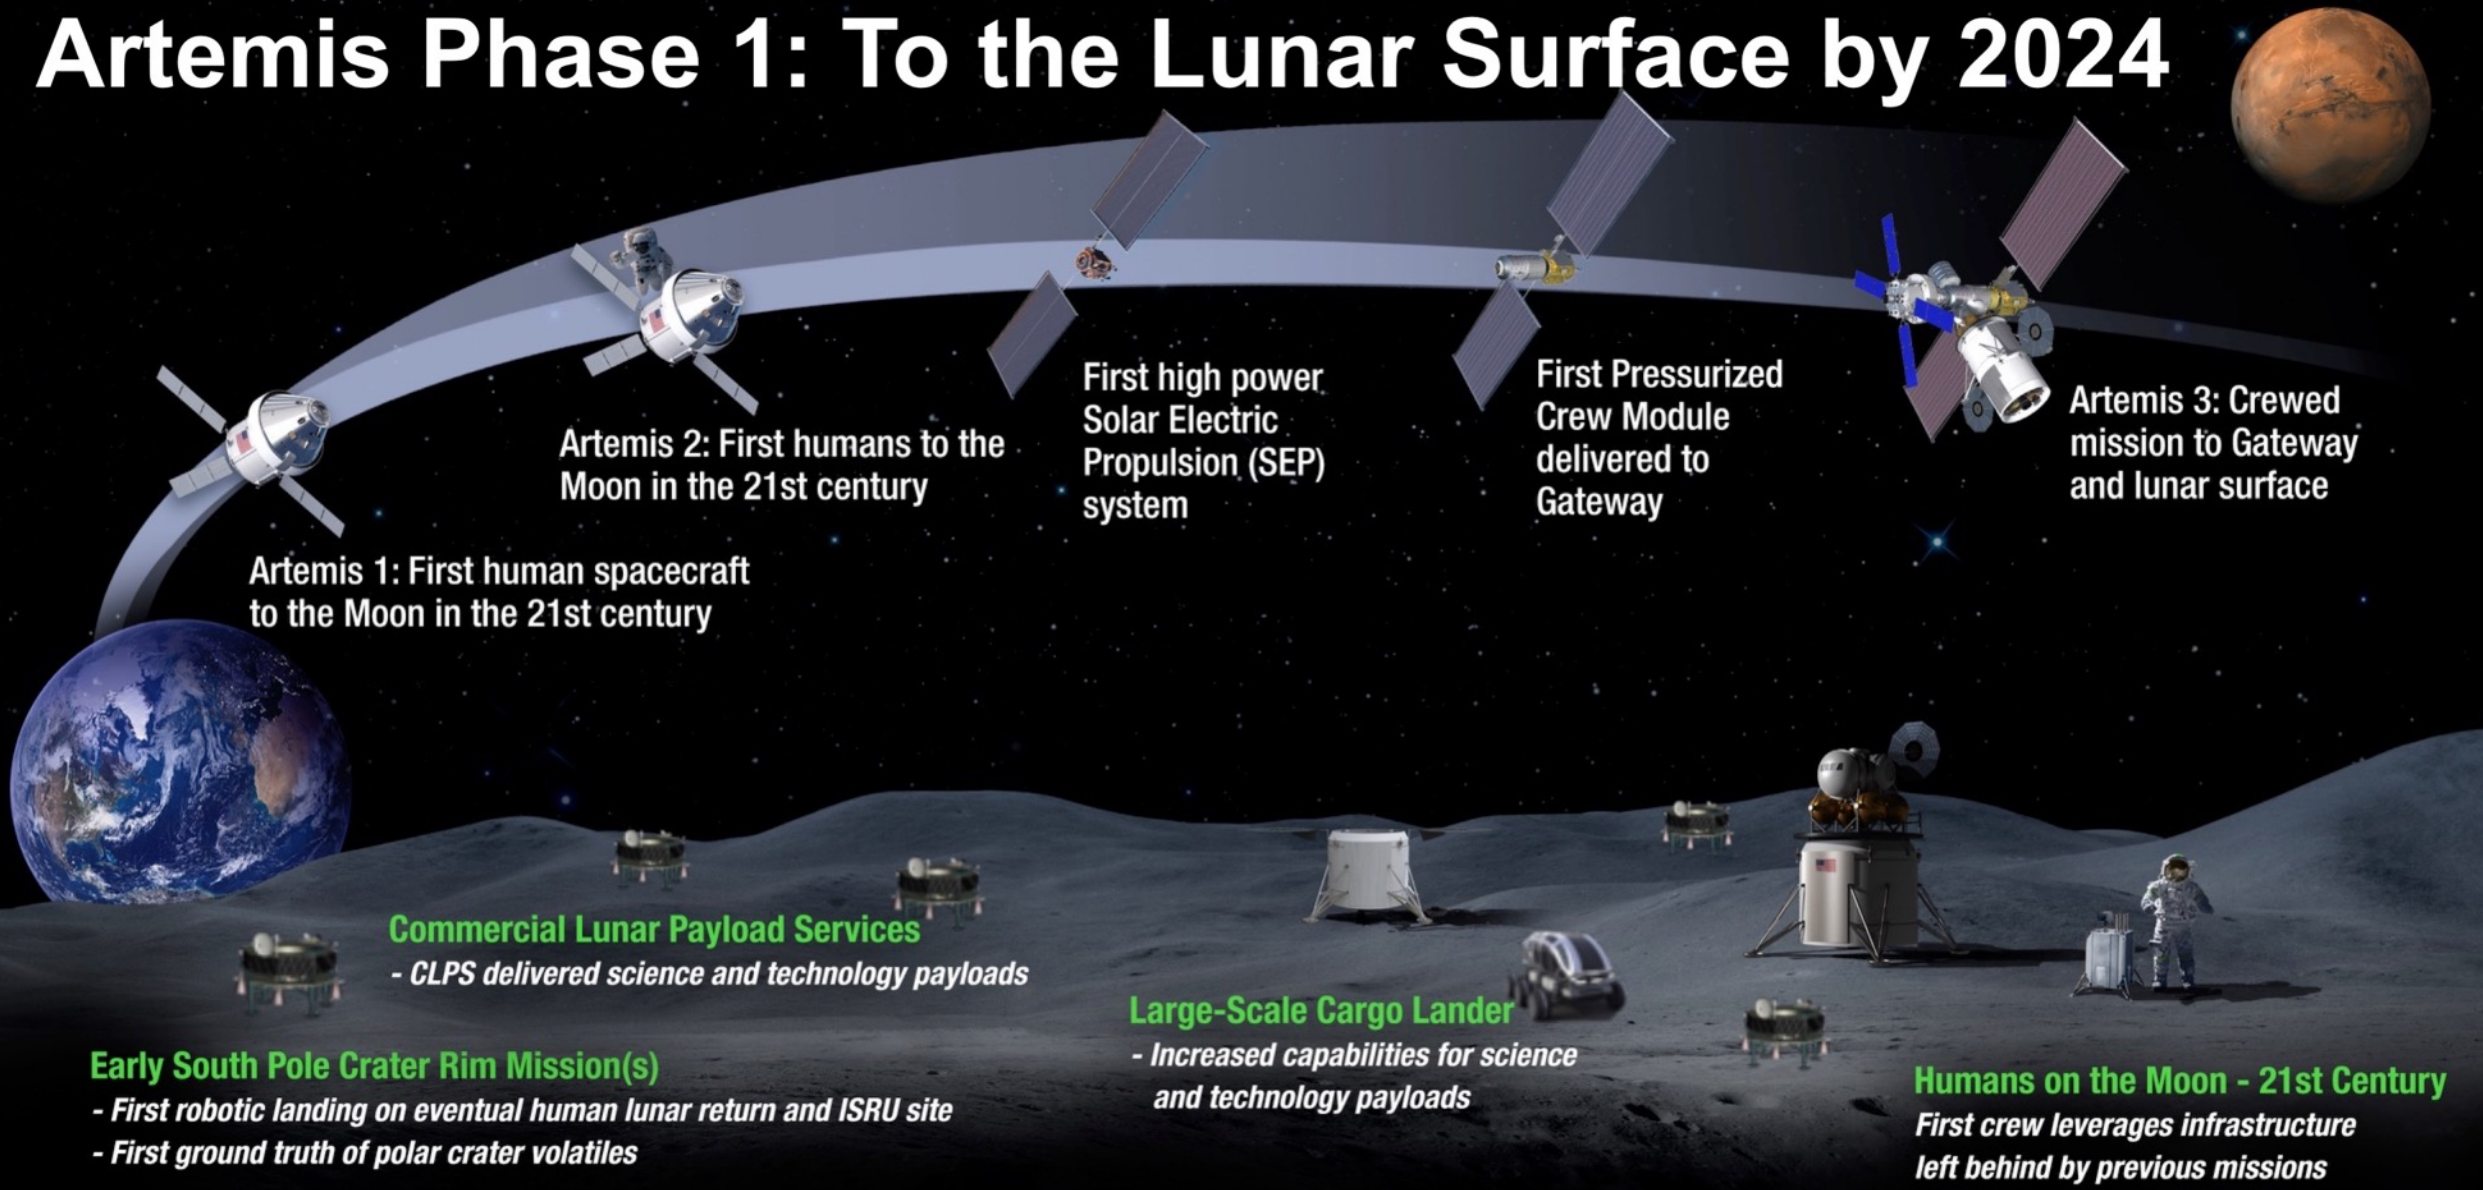 Artemis Phase 1: To the Lunar Surface by 2024
Artemis 1: First human spacecraft
to the Moon in the 21st century
Artemis 2: First humans to the
Moon in the 21st century
First high power
Solar Electric
Propulsion (SEP)
system
First Pressurized
Crew Module
delivered to
Gateway
Artemis 3: Crewed
mission to Gateway
and lunar surface
Commercial Lunar Payload Services
- CLPS delivered science and technology payloads
Early South Pole Crater Rim Mission(s)
- First robotic landing on eventual human lunar return and ISRU site
- First ground truth of polar crater volatiles
Large-Scale Cargo Lander
- Increased capabilities for science
and technology payloads
Humans on the Moon - 21st Century
First crew leverages infrastructure
left behind by previous missions